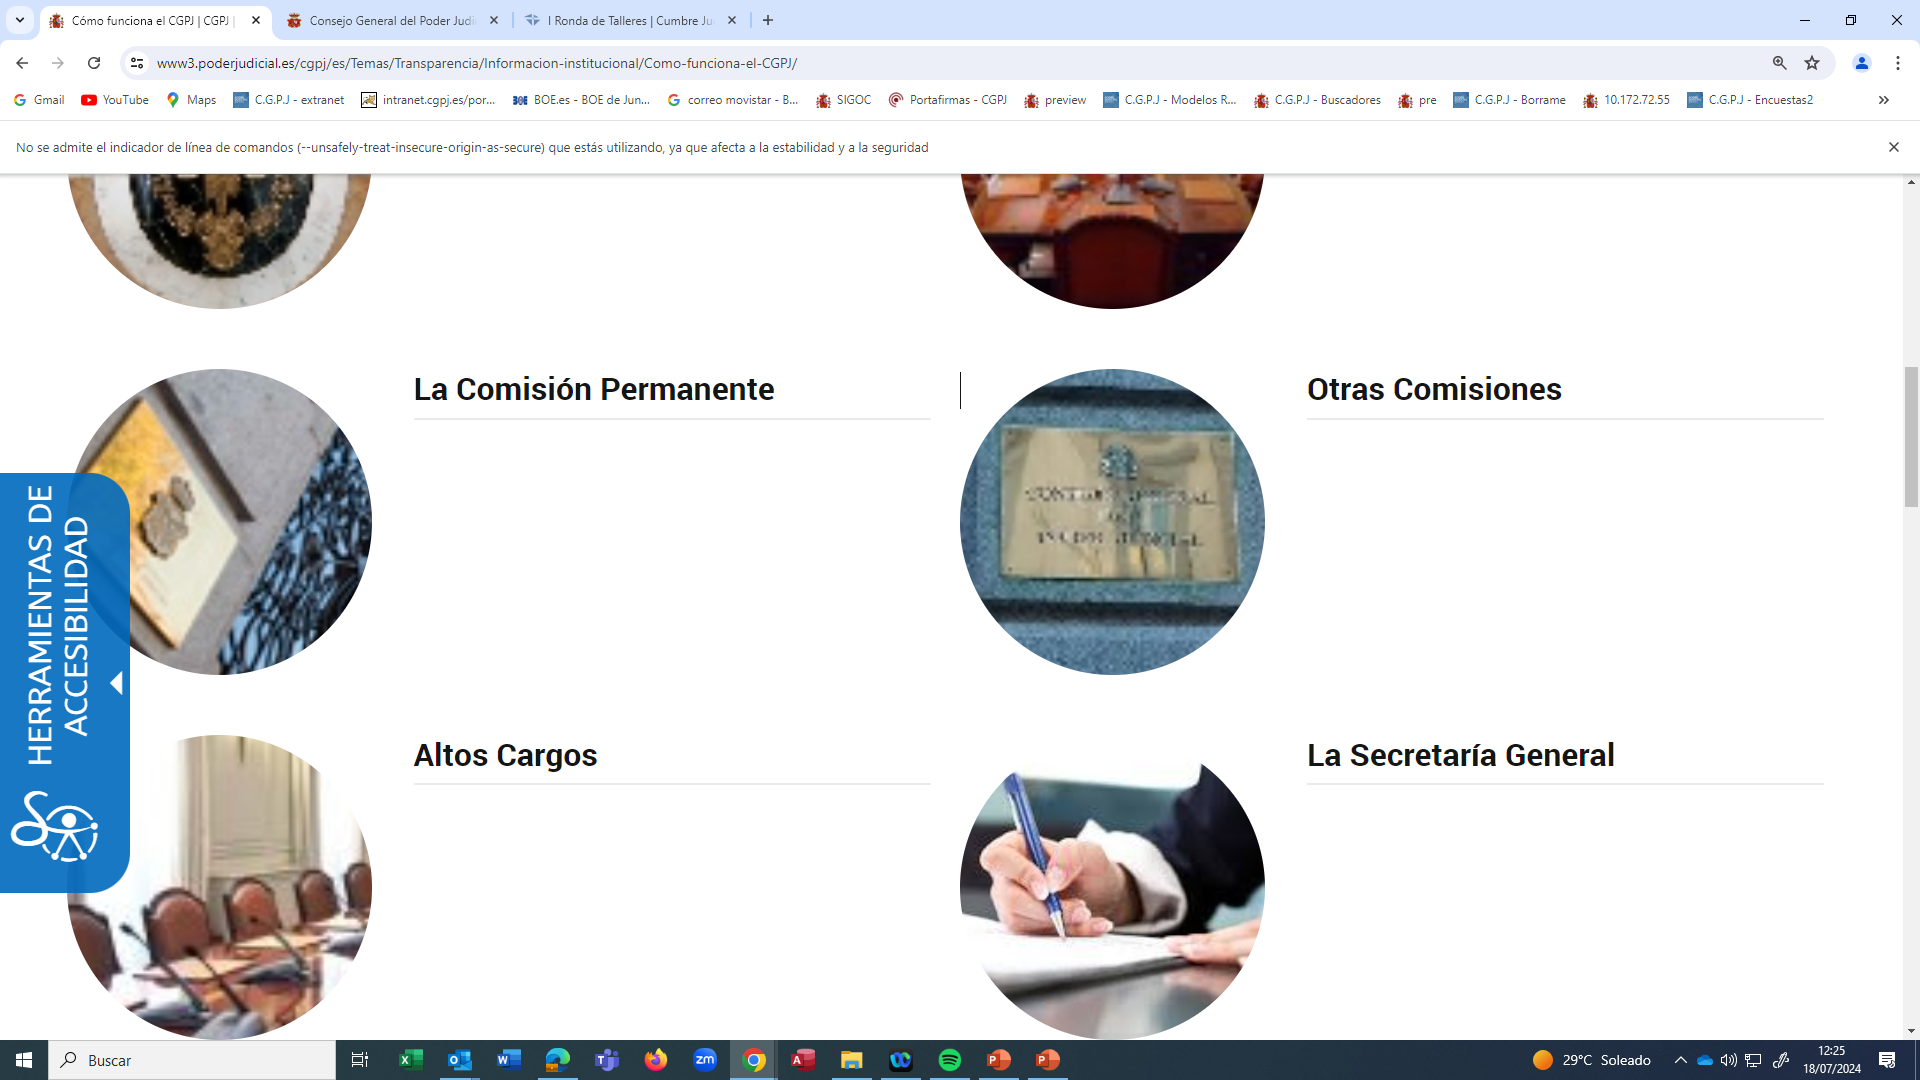 Cómo funciona el CGPJ | CGPJ |
Consejo General del Poder Judi
I Ronda de Talleres | Cumbre Ju
www3.poderjudicial.es/cgpj/es/Temas/Transparencia/Informacion-institucional/Como-funciona-el-CGPJ/
Gmail
YouTube
Maps
C.G.P.J - extranet
intranet.cgpj.es/por...
BOE.es - BOE de Jun...
correo movistar - B...
SIGOC
Portafirmas - CGPJ
preview
C.G.P.J - Modelos R...
C.G.P.J - Buscadores
pre
C.G.P.J - Borrame
10.172.72.55
C.G.P.J - Encuestas2
No se admite el indicador de línea de comandos (--unsafely-treat-insecure-origin-as-secure) que estás utilizando, ya que afecta a la estabilidad y a la seguridad
La Comisión Permanente
Otras Comisiones
HERRAMIENTAS DE
ACCESIBILIDAD
Altos Cargos
La Secretaría General
Buscar
zm
29°C Soleado
12:25
18/07/2024